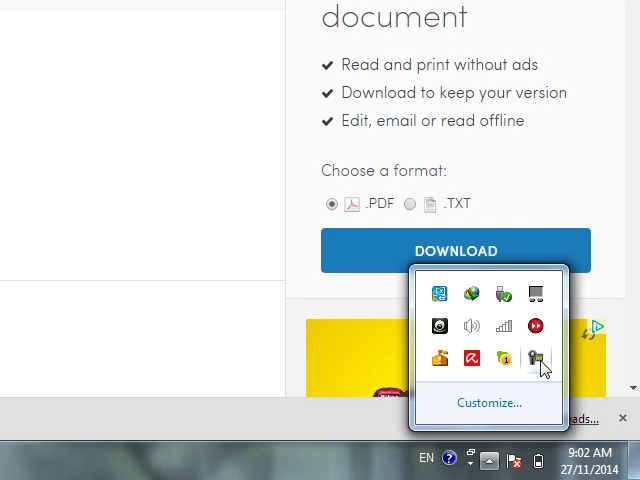 document
Read and print without ads
Download to keep your version
Edit, email or read offline
Choose a format:
.PDF .TXT
DOWNLOAD
1
Customize...
ads...
EN
9:02 AM
27/11/2014